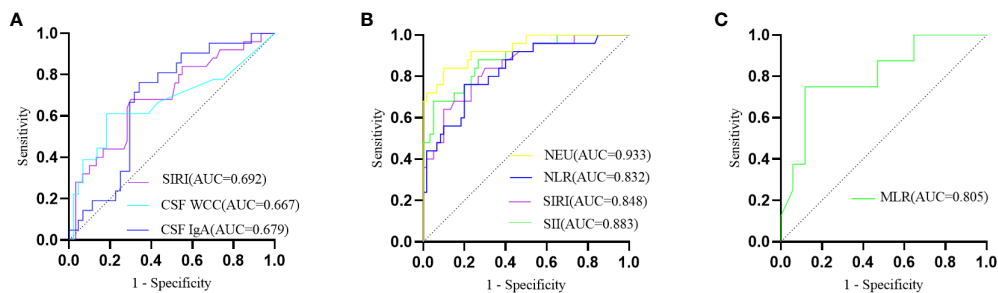 A
Sensitivity
1.0
0.8
0.6
0.4
0.2
0.0
SIRI(AUC=0.692)
CSF WCC(AUC=0.667)
CSF IgA(AUC=0.679)
0.0 0.2 0.4 0.6 0.8 1.0
1 - Specificity
B
Sensitivity
1.0
0.8
0.6
0.4
0.2
0.0
NEU(AUC=0.933)
NLR(AUC=0.832)
SIRI(AUC=0.848)
SII(AUC=0.883)
0.0 0.2 0.4 0.6 0.8 1.0
1 - Specificity
C
Sensitivity
1.0
0.8
0.6
0.4
0.2
0.0
MLR(AUC=0.805)
0.0 0.2 0.4 0.6 0.8 1.0
1 - Specificity